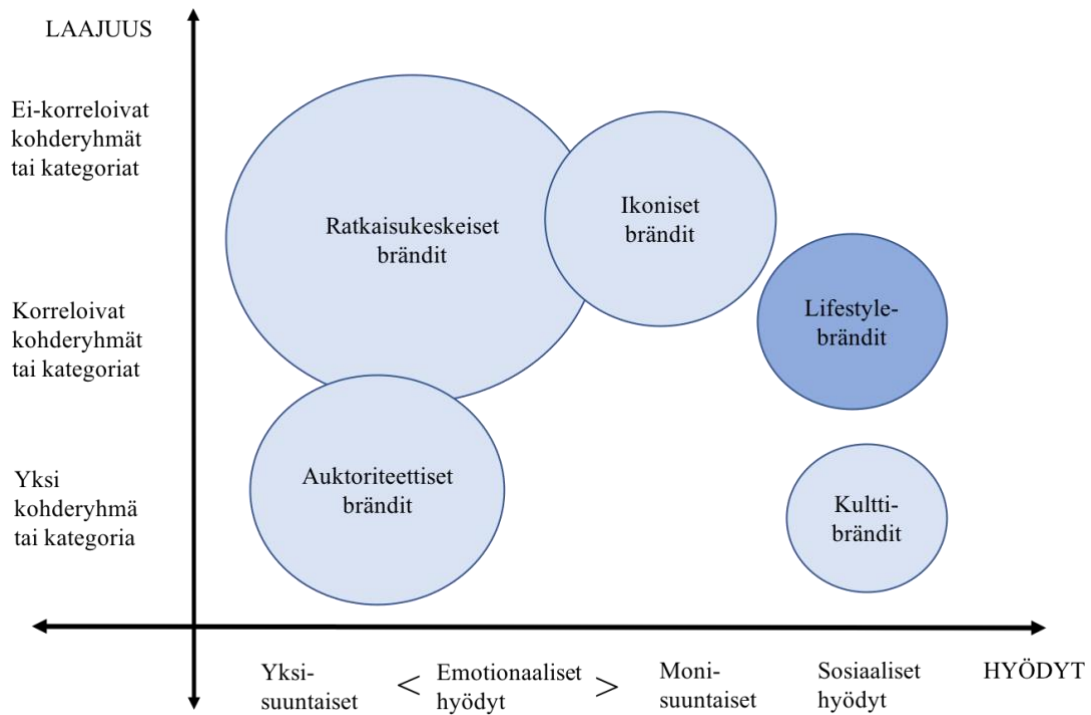 LAAJUUS
Ei-korreloivat
kohderyhmät
tai kategoriat
Ratkaisukeskeiset
brändit
Ikoniset
brändit
Korreloivat
kohderyhmät
tai kategoriat
Lifestyle-
brändit
Yksi
kohderyhmä
tai kategoria
Auktoriteettiset
brändit
Kultti-
brändit
Yksi-
suuntaiset
<
Emotionaaliset
hyödyt
>
Moni-
suuntaiset
Sosiaaliset
hyödyt
HYÖDYT